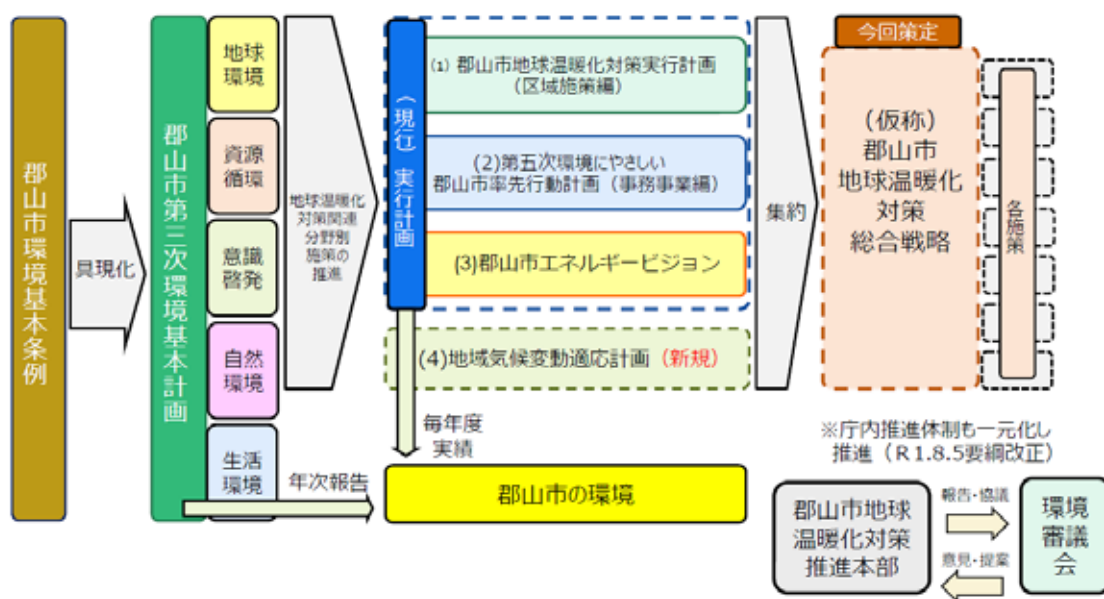 郡山市環境基本条例
具現化
郡山市第三次環境基本計画
地球
環境
資源
循環
意識
啓発
自然
環境
生活
環境
地球温暖化
対策関連
分野別
施策の
推進
年次報告
(現行)実行計画
(1) 郡山市地球温暖化対策実行計画
(区域施策編)
(2)第五次環境にやさしい
郡山市率先行動計画(事務事業編)
(3)郡山市エネルギービジョン
(4)地域気候変動適応計画(新規)
毎年度
実績
郡山市の環境
集約
今回策定
(仮称)
郡山市
地球温暖化
対策
総合戦略
各施策
※庁内推進体制も一元化し
推進(R1.8.5要綱改正)
郡山市地球
温暖化対策
推進本部
報告・協議
意見・提案
環境
審議
会